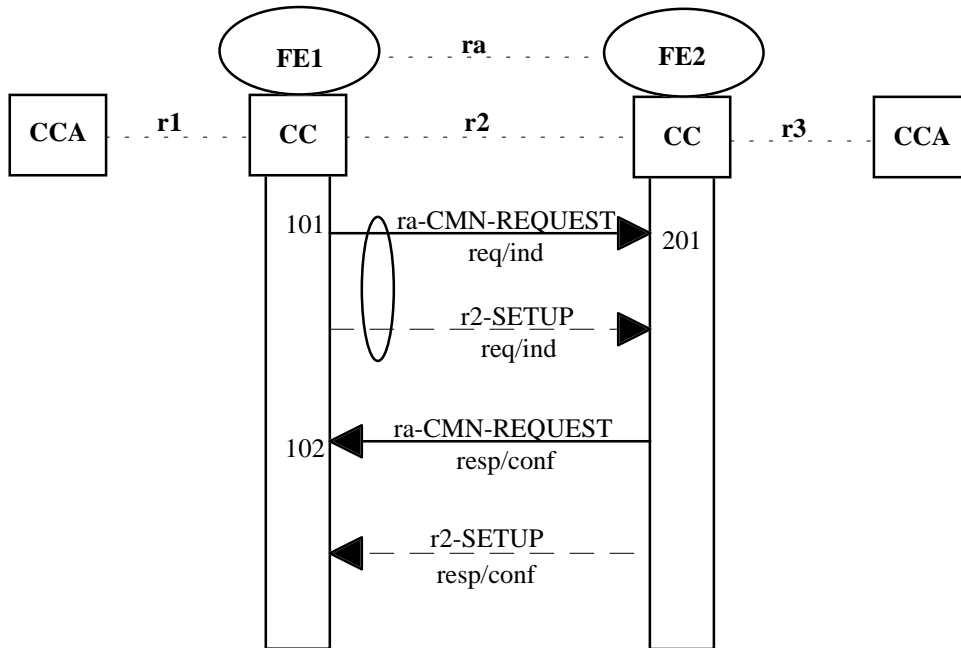 FE1
ra
FE2
CCA
r1
CC
r2
CC
r3
CCA
101
ra-CMN-REQUEST
201
req/ind
r2-SETUP
req/ind
ra-CMN-REQUEST
102
resp/conf
r2-SETUP
resp/conf